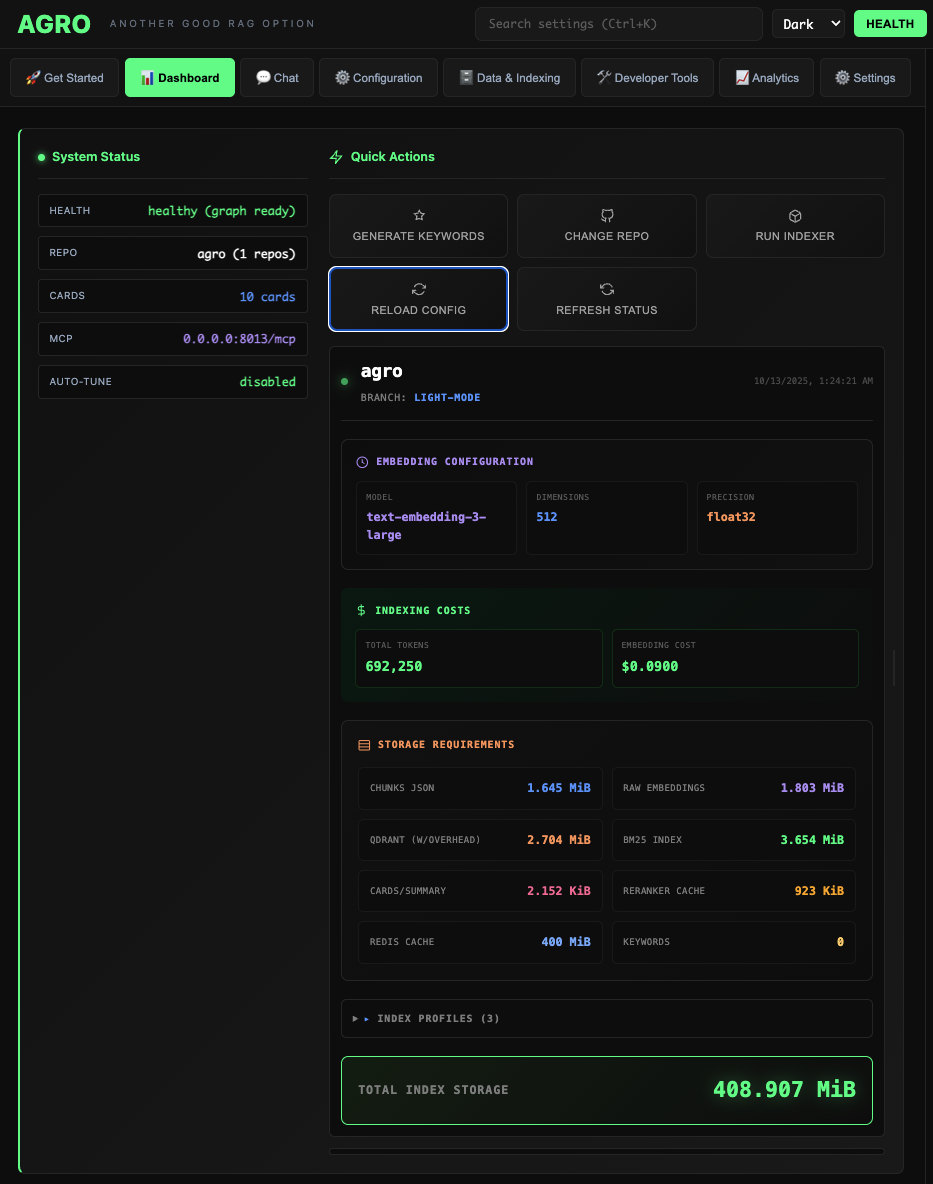 AGRO
ANOTHER GOOD RAG OPTION
Search settings (Ctrl+K)
Dark
HEALTH
🚀 Get Started
📊 Dashboard
💬 Chat
⚙️ Configuration
🗄️ Data & Indexing
🛠️ Developer Tools
📈 Analytics
⚙️ Settings
System Status
HEALTH
healthy (graph ready)
REPO
agro (1 repos)
CARDS
10 cards
MCP
0.0.0.0:8013/mcp
AUTO-TUNE
disabled
Quick Actions
GENERATE KEYWORDS
CHANGE REPO
RUN INDEXER
RELOAD CONFIG
REFRESH STATUS
agro
BRANCH: LIGHT-MODE
10/13/2025, 1:24:21 AM
EMBEDDING CONFIGURATION
MODEL
text-embedding-3-
large
DIMENSIONS
512
PRECISION
float32
$ INDEXING COSTS
TOTAL TOKENS
692,250
EMBEDDING COST
$0.0900
STORAGE REQUIREMENTS
CHUNKS JSON
1.645 MiB
RAW EMBEDDINGS
1.803 MiB
QDRANT (W/OVERHEAD)
2.704 MiB
BM25 INDEX
3.654 MiB
CARDS/SUMMARY
2.152 KiB
RERANKER CACHE
923 KiB
REDIS CACHE
400 MiB
KEYWORDS
0
▶ ▸ INDEX PROFILES (3)
TOTAL INDEX STORAGE
408.907 MiB